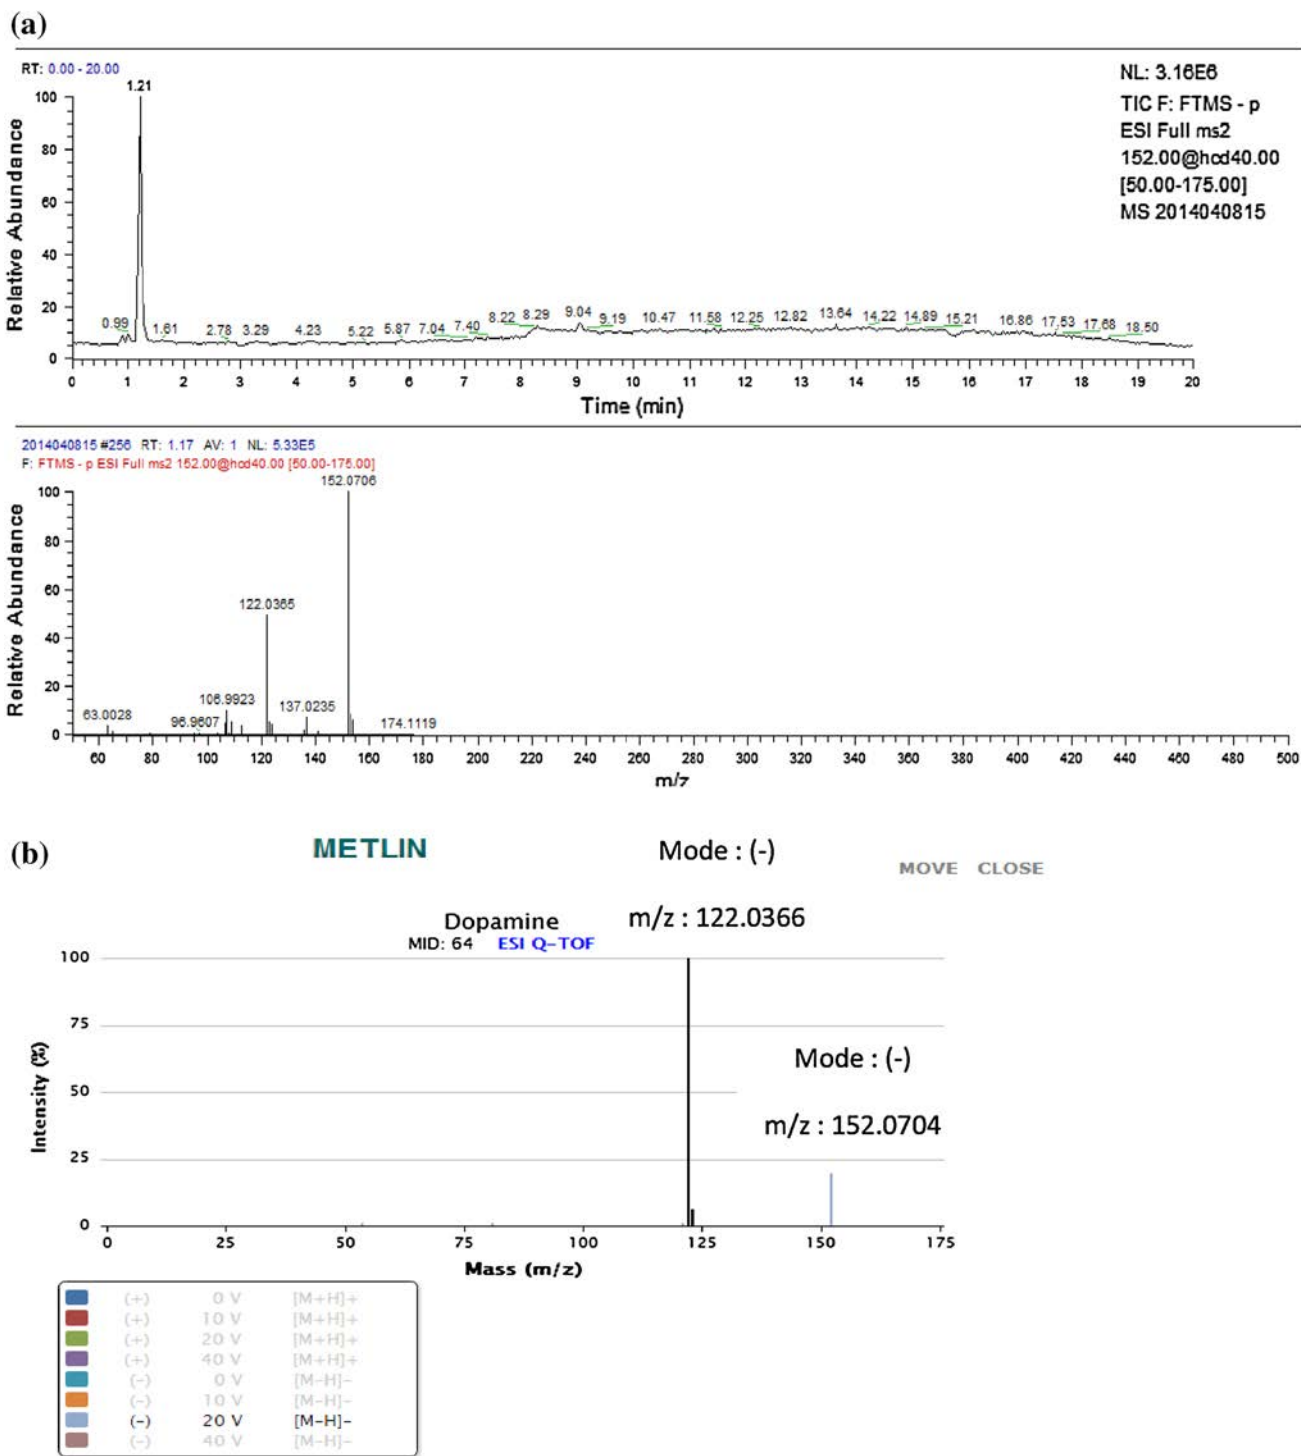 (a)
RT: 0.00 - 20.00
NL: 3.16E6
TIC F: FTMS - p
ESI Full ms2
152.00@hcd40.00
[50.00-175.00]
MS 2014040815
1.21
0.99 1.61 2.78 3.29 4.23 5.22 5.87 7.04 7.40 8.22 8.29 9.04 9.19 10.47 11.58 12.25 12.82 13.64 14.22 14.89 15.21 16.86 17.53 17.68 18.50
Relative Abundance
100
80
60
40
20
0
0 1 2 3 4 5 6 7 8 9 10 11 12 13 14 15 16 17 18 19 20
Time (min)
2014040815 #256 RT: 1.17 AV: 1 NL: 5.33E5
F: FTMS - p ESI Full ms2 152.00@hcd40.00 [50.00-175.00]
152.0706
122.0365
106.9923
137.0235
63.0028
96.9607
174.1119
Relative Abundance
100
80
60
40
20
0
60 80 100 120 140 160 180 200 220 240 260 280 300 320 340 360 380 400 420 440 460 480 500
m/z
(b)
METLIN
Mode : (-)
MOVE CLOSE
Dopamine
m/z : 122.0366
MID: 64 ESI Q-TOF
100
75
50
25
0
Intensity (%)
Mode : (-)
m/z : 152.0704
0 25 50 75 100 125 150 175
Mass (m/z)
(+) 0 V [M+H]+
(+) 10 V [M+H]+
(+) 20 V [M+H]+
(+) 40 V [M+H]+
(-) 0 V [M-H]-
(-) 10 V [M-H]-
(-) 20 V [M-H]-
(-) 40 V [M-H]-